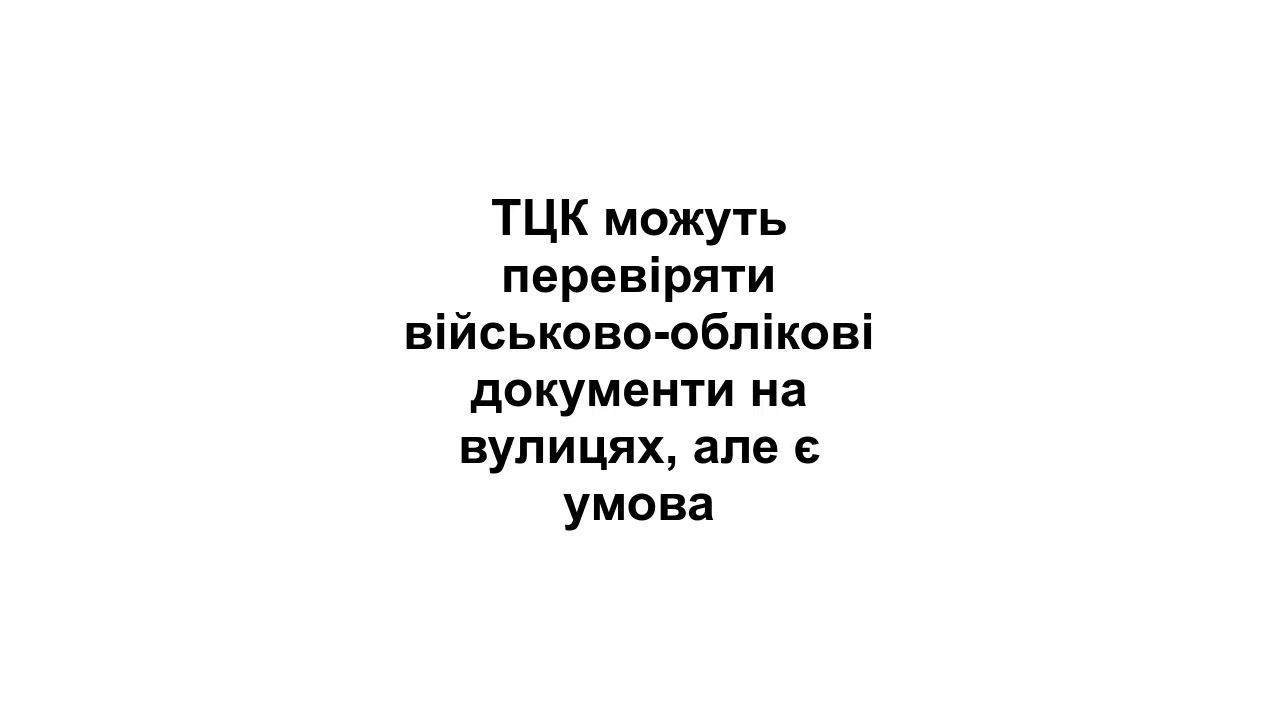 ТЦК можуть
перевіряти
військово-облікові
документи на
вулицях, але є
умова